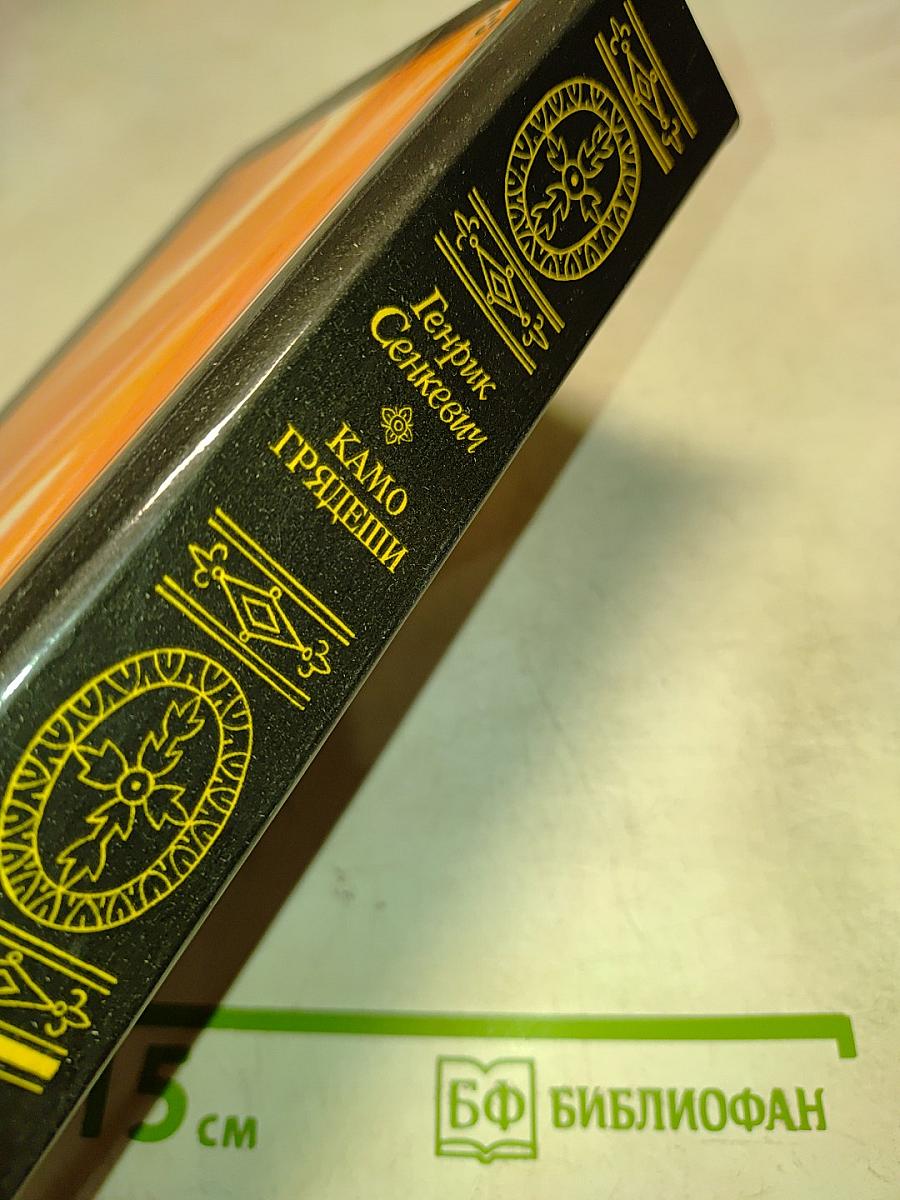 Генрик
Сенкевич
КАМО
ГРЯДЕШИ
15 см
БФ БИБЛИОФАН